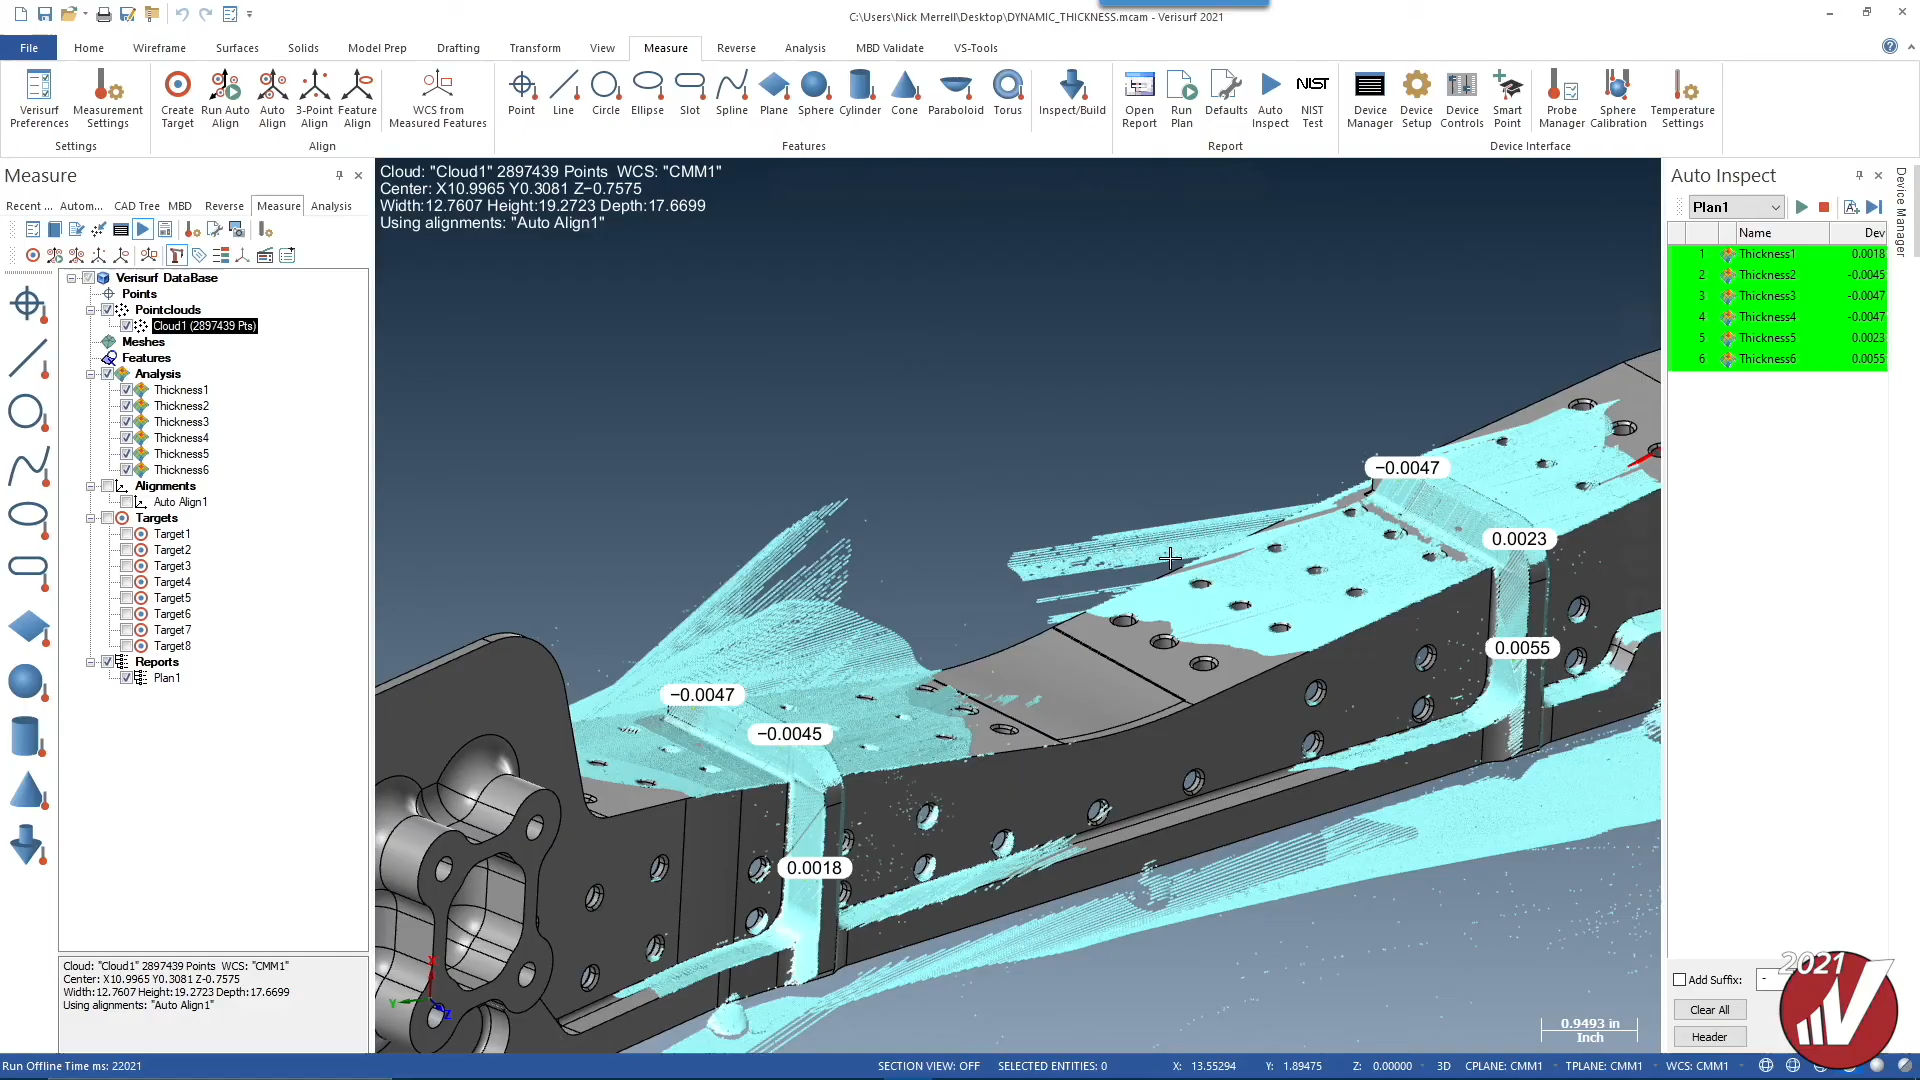 C:\Users\Nick Merrell\Desktop\DYNAMIC_THICKNESS.mcam - Verisurf 2021
File Home Wireframe Surfaces Solids Model Prep Drafting Transform View Measure Reverse Analysis MBD Validate VS-Tools
Verisurf Preferences
Measurement Settings
Settings
Create Target
Run Auto Align
Auto Align
3-Point Align
Feature Align
WCS from Measured Features
Align
Point Line Circle Ellipse Slot Spline Plane Sphere Cylinder Cone Paraboloid Torus Inspect/Build
Features
Open Report
Run Plan
Defaults
Auto Inspect
NIST
NIST Test
Report
Device Manager
Device Setup
Device Controls
Smart Point
Probe Manager
Sphere Calibration
Temperature Settings
Device Interface
Measure
Recent ... Autom... CAD Tree MBD Reverse Measure Analysis
Verisurf DataBase
Points
Pointclouds
Cloud1 (2897439 Pts)
Meshes
Features
Analysis
Thickness1
Thickness2
Thickness3
Thickness4
Thickness5
Thickness6
Alignments
Auto Align1
Targets
Target1
Target2
Target3
Target4
Target5
Target6
Target7
Target8
Reports
Plan1
Cloud: "Cloud1" 2897439 Points WCS: "CMM1"
Center: X10.9965 Y0.3081 Z-0.7575
Width:12.7607 Height:19.2723 Depth:17.6699
Using alignments: "Auto Align1"
Cloud: "Cloud1" 2897439 Points WCS: "CMM1"
Center: X10.9965 Y0.3081 Z−0.7575
Width:12.7607 Height:19.2723 Depth:17.6699
Using alignments: "Auto Align1"
−0.0047
0.0023
0.0055
−0.0047
−0.0045
0.0018
X
Y
Z
0.9493 in
Inch
Auto Inspect
Device Manager
Plan1
Name Dev
1 Thickness1 0.0018
2 Thickness2 -0.0045
3 Thickness3 -0.0047
4 Thickness4 -0.0047
5 Thickness5 0.0023
6 Thickness6 0.0055
Add Suffix: -
Clear All
Header
2021
Run Offline Time ms: 22021
SECTION VIEW: OFF SELECTED ENTITIES: 0 X: 13.55294 Y: 1.89475 Z: 0.00000 3D CPLANE: CMM1 TPLANE: CMM1 WCS: CMM1